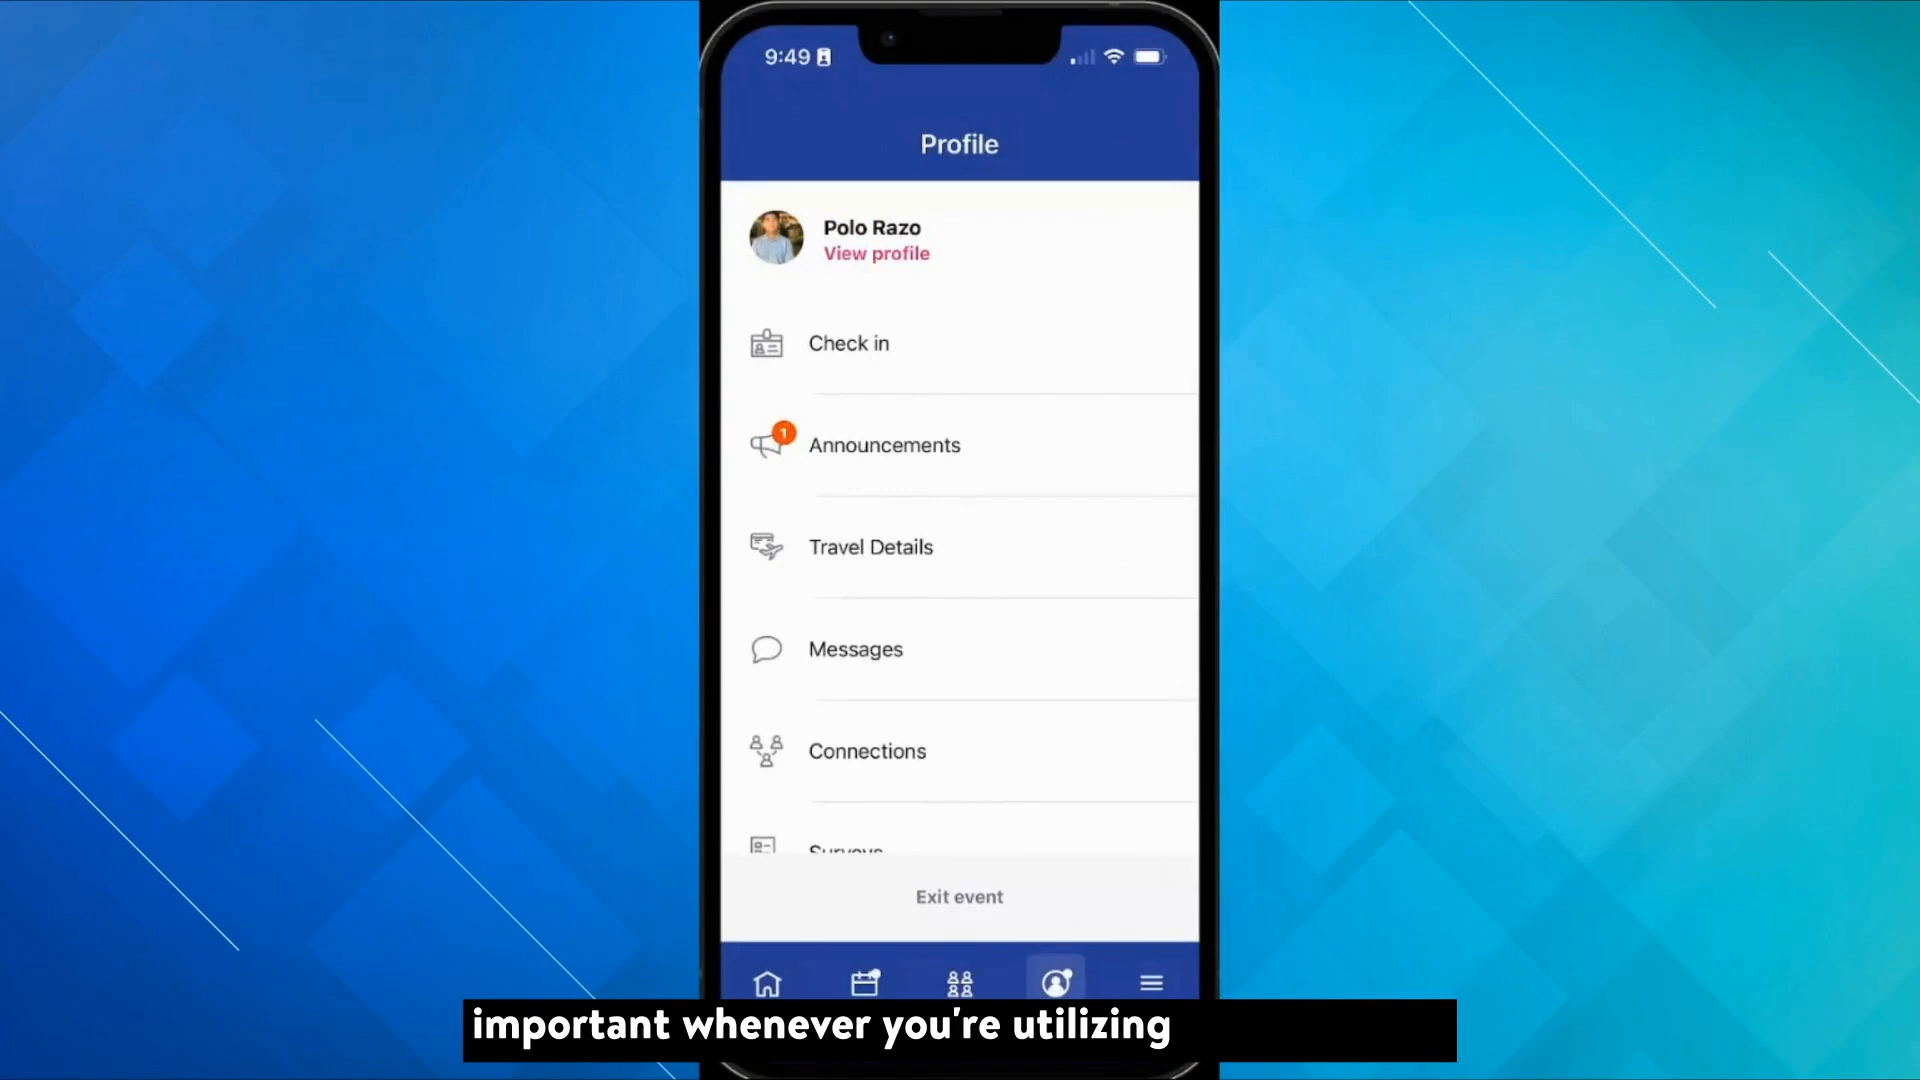 9:49
Profile
Polo Razo
View profile
Check in
1
Announcements
Travel Details
Messages
Connections
Surveys
Exit event
important whenever you're utilizing